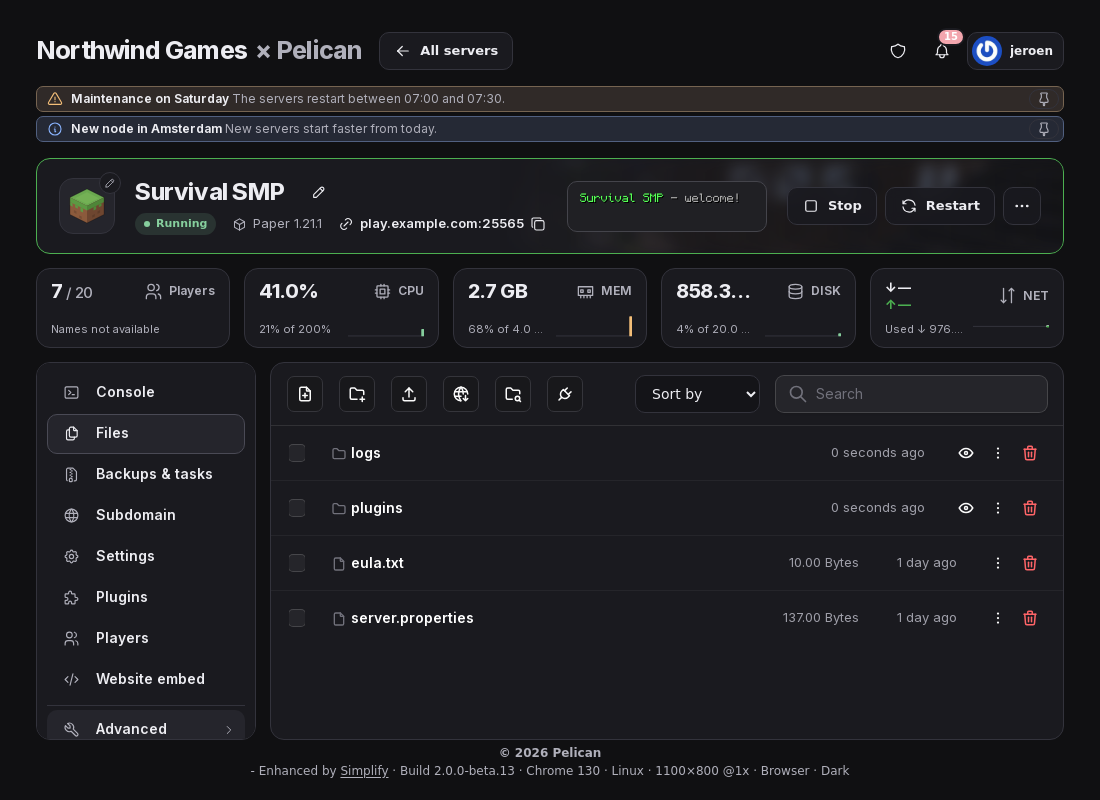 Northwind Games × Pelican
All servers
15
jeroen
Maintenance on Saturday The servers restart between 07:00 and 07:30.
New node in Amsterdam New servers start faster from today.
Survival SMP
Running
Paper 1.21.1
play.example.com:25565
Survival SMP — welcome!
Stop
Restart
7 / 20
Players
Names not available
41.0%
CPU
21% of 200%
2.7 GB
MEM
68% of 4.0 ...
858.3...
DISK
4% of 20.0 ...
↓—
↑—
NET
Used ↓ 976....
Console
Files
Backups & tasks
Subdomain
Settings
Plugins
Players
Website embed
Advanced
Sort by
Search
logs
0 seconds ago
plugins
0 seconds ago
eula.txt
10.00 Bytes
1 day ago
server.properties
137.00 Bytes
1 day ago
© 2026 Pelican
- Enhanced by Simplify · Build 2.0.0-beta.13 · Chrome 130 · Linux · 1100×800 @1x · Browser · Dark